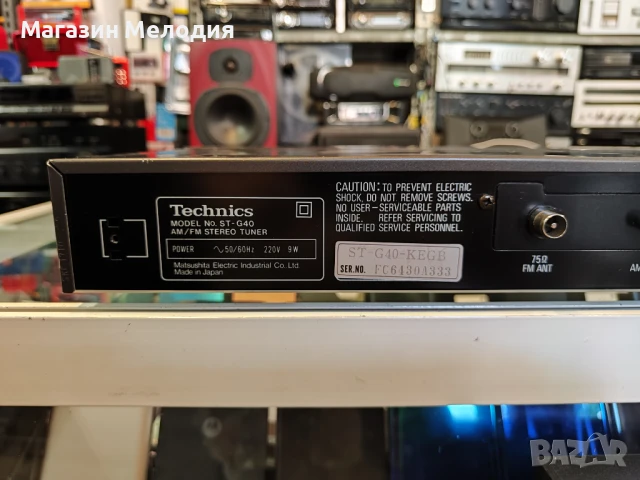 Магазин Мелодия
Technics
MODEL NO. ST-G40
AM/FM STEREO TUNER
POWER ∿50/60Hz 220V 9W
Matsushita Electric Industrial Co., Ltd.
Made in Japan
CAUTION: TO PREVENT ELECTRIC
SHOCK, DO NOT REMOVE SCREWS.
NO USER-SERVICEABLE PARTS
INSIDE. REFER SERVICING TO
QUALIFIED SERVICE PERSONNEL.
ST-G40-KEGB
SER.NO. FC6430A333
75Ω
FM ANT
AM
BAZAR